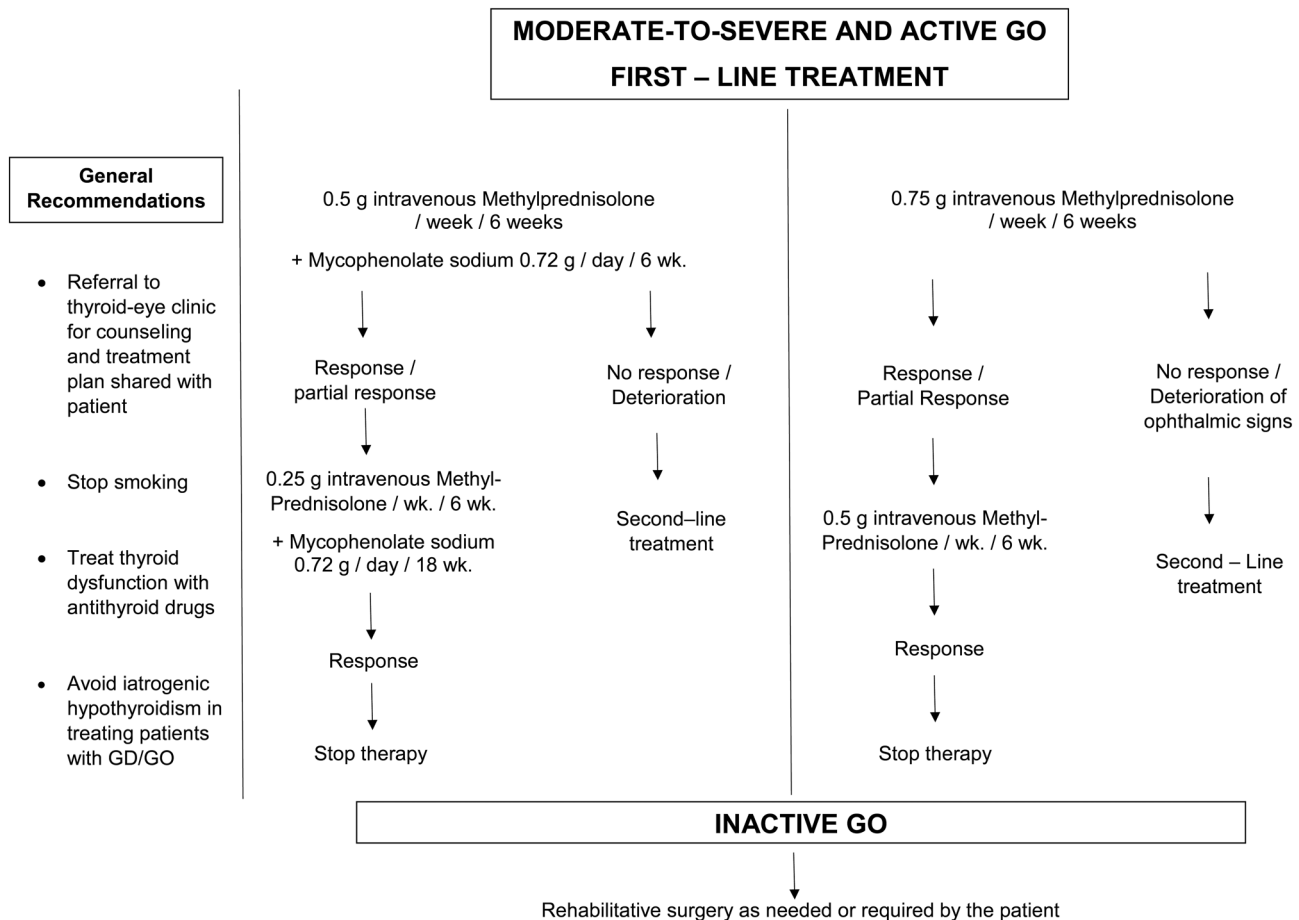 MODERATE-TO-SEVERE AND ACTIVE GO
FIRST – LINE TREATMENT
General
Recommendations
• Referral to
thyroid-eye clinic
for counseling
and treatment
plan shared with
patient
• Stop smoking
• Treat thyroid
dysfunction with
antithyroid drugs
• Avoid iatrogenic
hypothyroidism in
treating patients
with GD/GO
0.5 g intravenous Methylprednisolone
/ week / 6 weeks
+ Mycophenolate sodium 0.72 g / day / 6 wk.
Response /
partial response
0.25 g intravenous Methyl-
Prednisolone / wk. / 6 wk.
+ Mycophenolate sodium
0.72 g / day / 18 wk.
Response
Stop therapy
No response /
Deterioration
Second–line
treatment
0.75 g intravenous Methylprednisolone
/ week / 6 weeks
Response /
Partial Response
0.5 g intravenous Methyl-
Prednisolone / wk. / 6 wk.
Response
Stop therapy
No response /
Deterioration of
ophthalmic signs
Second – Line
treatment
INACTIVE GO
Rehabilitative surgery as needed or required by the patient